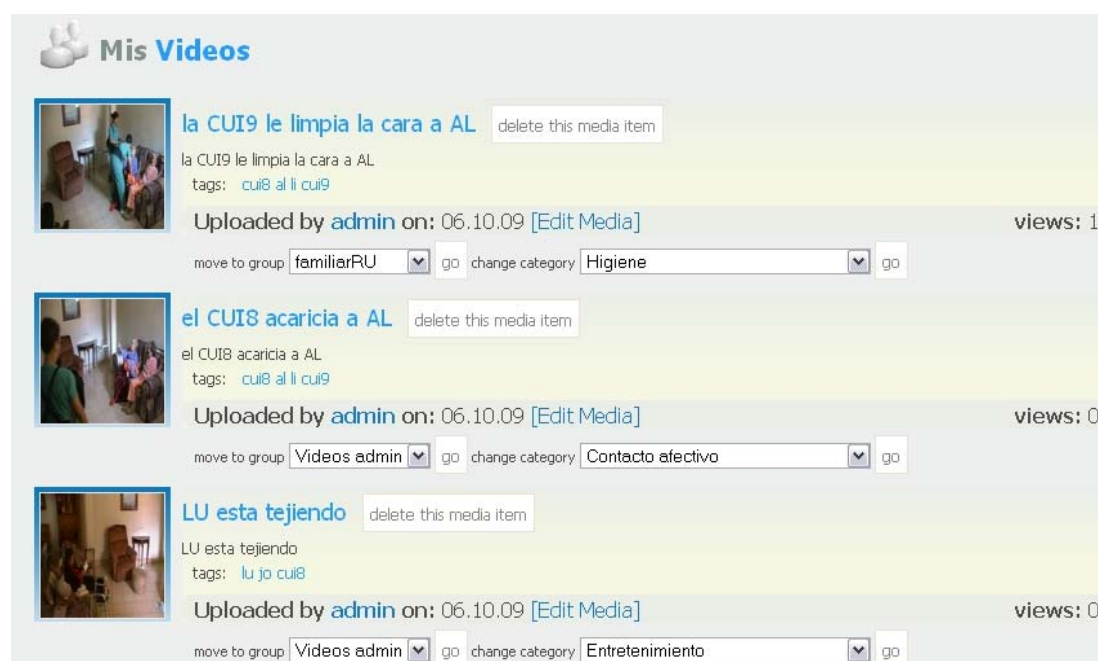 Mis Videos
la CUI9 le limpia la cara a AL delete this media item
la CUI9 le limpia la cara a AL
tags: cui8 al li cui9
Uploaded by admin on: 06.10.09 [Edit Media] views: 1
move to group familiarRU go change category Higiene go
el CUI8 acaricia a AL delete this media item
el CUI8 acaricia a AL
tags: cui8 al li cui9
Uploaded by admin on: 06.10.09 [Edit Media] views: 0
move to group Videos admin go change category Contacto afectivo go
LU esta tejiendo delete this media item
LU esta tejiendo
tags: lu jo cui8
Uploaded by admin on: 06.10.09 [Edit Media] views: 0
move to group Videos admin go change category Entretenimiento go